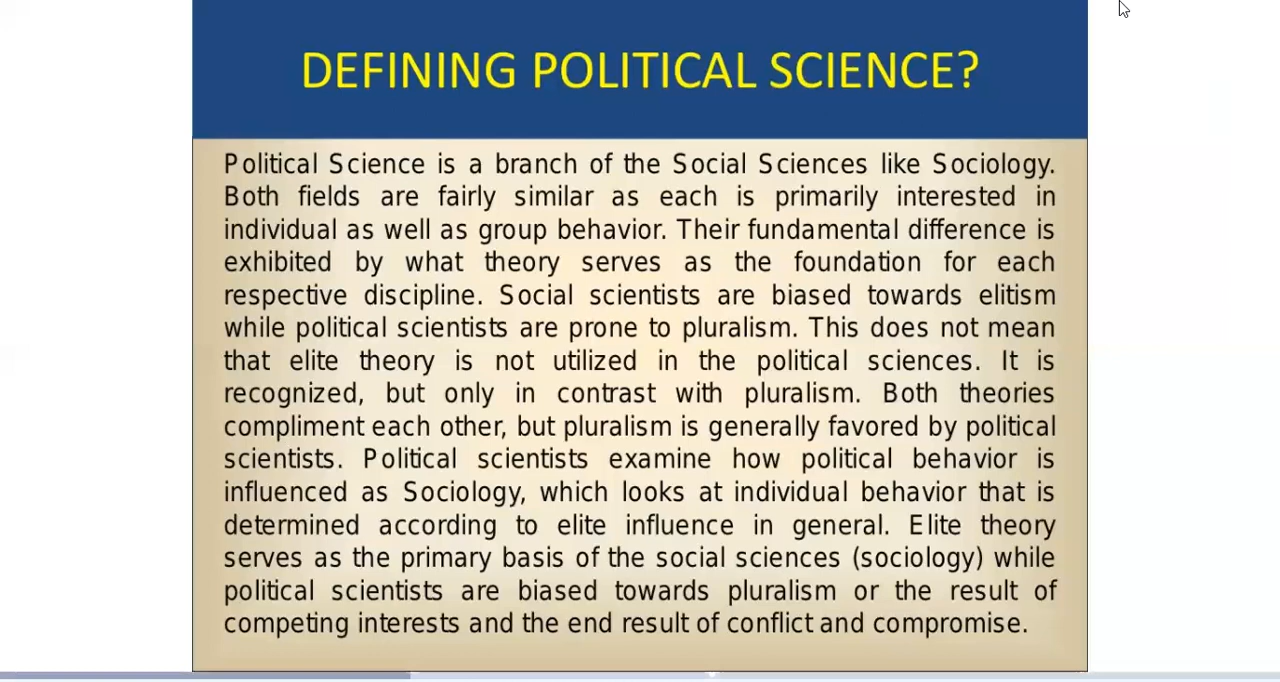 DEFINING POLITICAL SCIENCE?
Political Science is a branch of the Social Sciences like Sociology.
Both fields are fairly similar as each is primarily interested in
individual as well as group behavior. Their fundamental difference is
exhibited by what theory serves as the foundation for each
respective discipline. Social scientists are biased towards elitism
while political scientists are prone to pluralism. This does not mean
that elite theory is not utilized in the political sciences. It is
recognized, but only in contrast with pluralism. Both theories
compliment each other, but pluralism is generally favored by political
scientists. Political scientists examine how political behavior is
influenced as Sociology, which looks at individual behavior that is
determined according to elite influence in general. Elite theory
serves as the primary basis of the social sciences (sociology) while
political scientists are biased towards pluralism or the result of
competing interests and the end result of conflict and compromise.